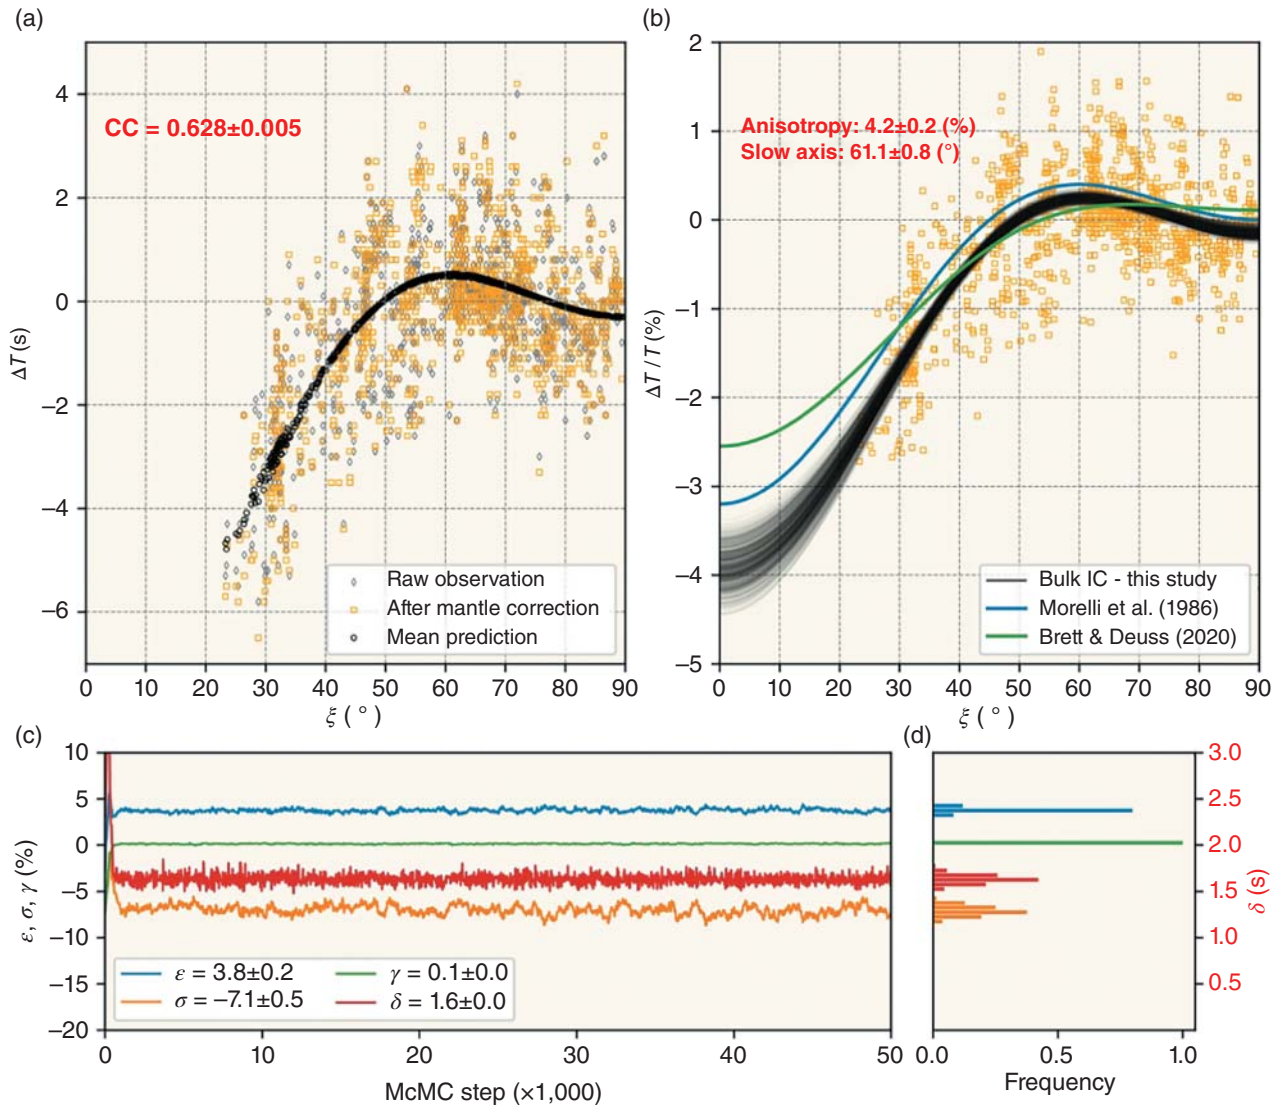 (a)
(b)
CC = 0.628±0.005
Anisotropy: 4.2±0.2 (%)
Slow axis: 61.1±0.8 (°)
4
2
0
−2
−4
−6
ΔT (s)
Raw observation
After mantle correction
Mean prediction
0 10 20 30 40 50 60 70 80 90
ξ ( ° )
2
1
0
−1
−2
−3
−4
−5
ΔT / T (%)
Bulk IC - this study
Morelli et al. (1986)
Brett & Deuss (2020)
0 10 20 30 40 50 60 70 80 90
ξ ( ° )
(c)
(d)
10
5
0
−5
−10
−15
−20
ε, σ, γ (%)
ε = 3.8±0.2
γ = 0.1±0.0
σ = −7.1±0.5
δ = 1.6±0.0
0 10 20 30 40 50
McMC step (×1,000)
3.0
2.5
2.0
1.5
1.0
0.5
δ (s)
0.0 0.5 1.0
Frequency